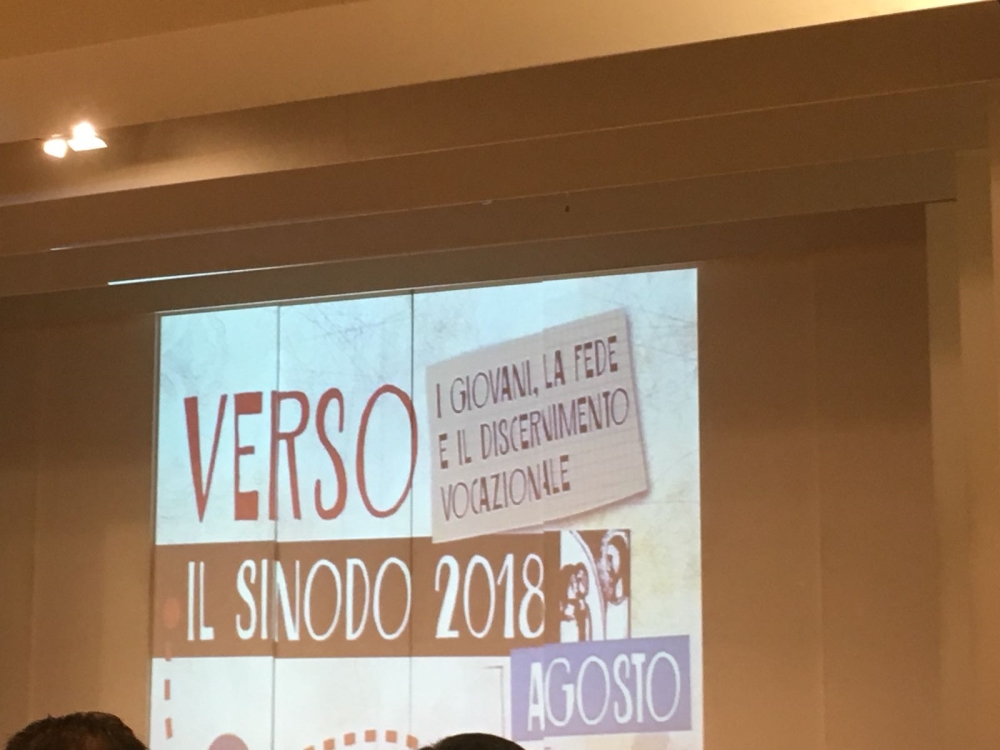 VERSO
I GIOVANI, LA FEDE
E IL DISCERNIMENTO
VOCAZIONALE
IL SINODO 2018
AGOSTO